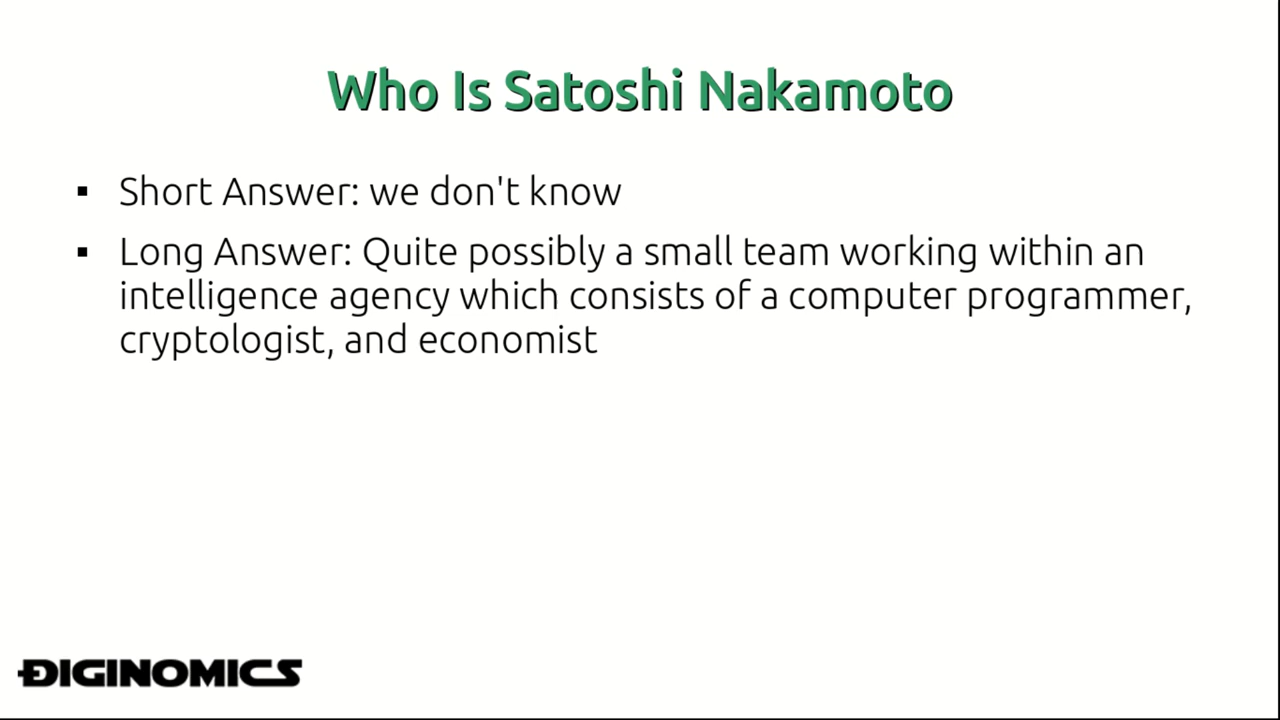 Who Is Satoshi Nakamoto
▪ Short Answer: we don't know
▪ Long Answer: Quite possibly a small team working within an
intelligence agency which consists of a computer programmer,
cryptologist, and economist
ĐIGINOMICS